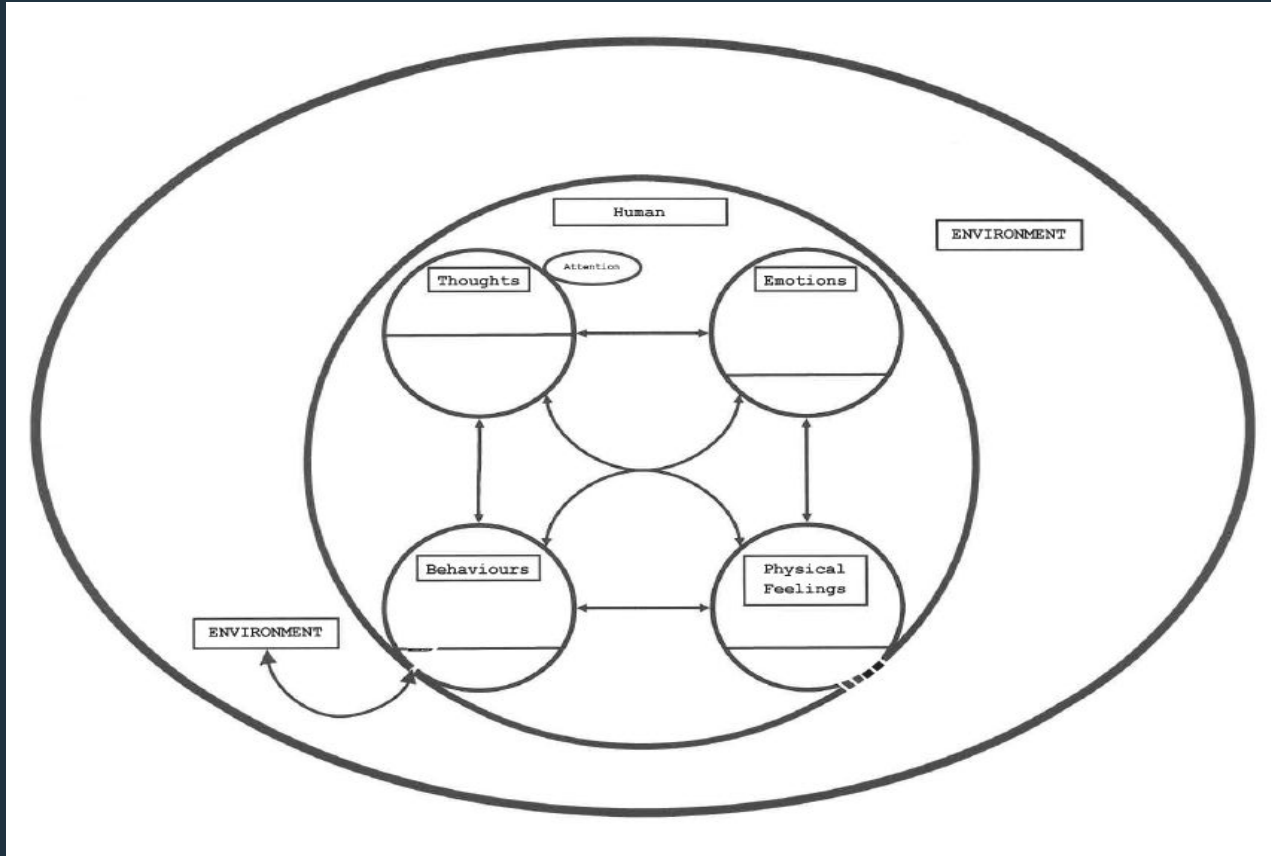 Human
ENVIRONMENT
Attention
Thoughts
Emotions
Behaviours
Physical
Feelings
ENVIRONMENT